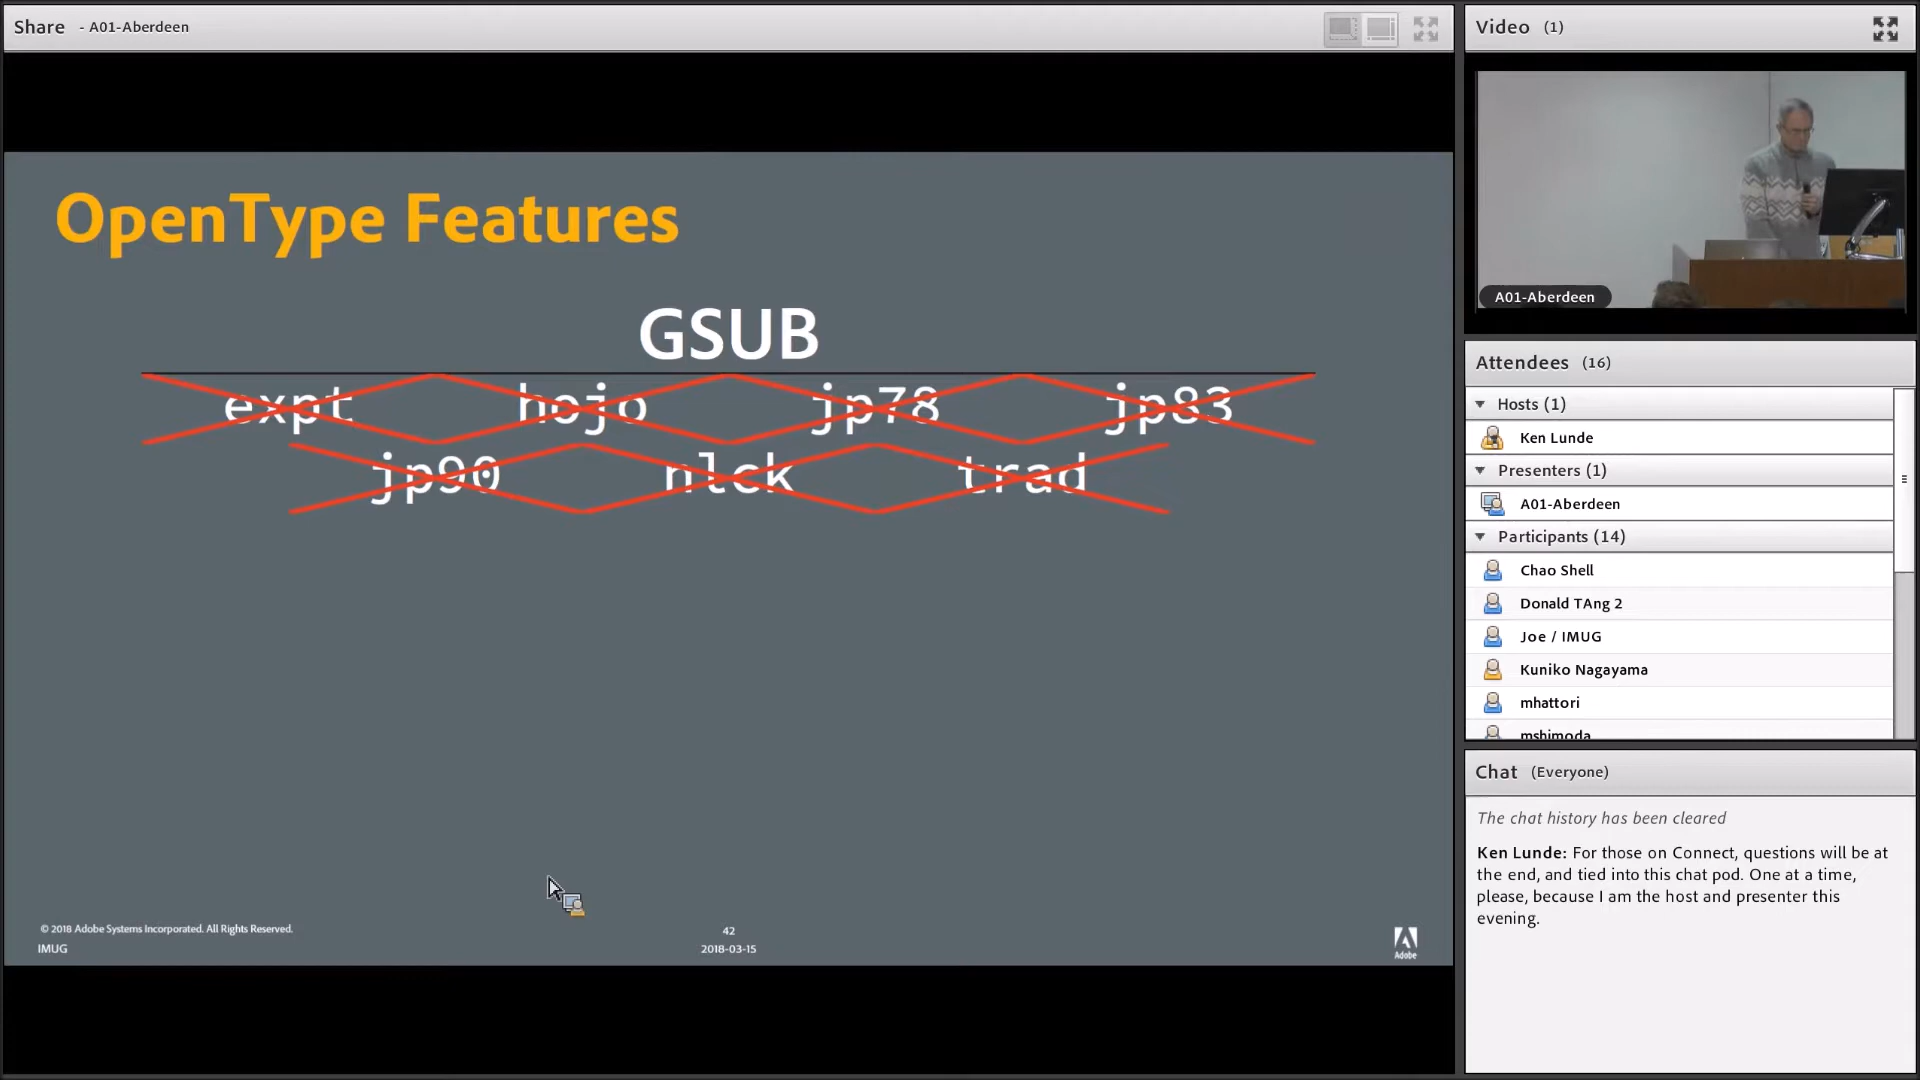 Share - A01-Aberdeen
OpenType Features
GSUB
expt hojo jp78 jp83
jp90 nlck trad
© 2018 Adobe Systems Incorporated. All Rights Reserved.
IMUG
42
2018-03-15
Adobe
Video (1)
A01-Aberdeen
Attendees (16)
Hosts (1)
Ken Lunde
Presenters (1)
A01-Aberdeen
Participants (14)
Chao Shell
Donald TAng 2
Joe / IMUG
Kuniko Nagayama
mhattori
mshimoda
Chat (Everyone)
The chat history has been cleared
Ken Lunde: For those on Connect, questions will be at
the end, and tied into this chat pod. One at a time,
please, because I am the host and presenter this
evening.